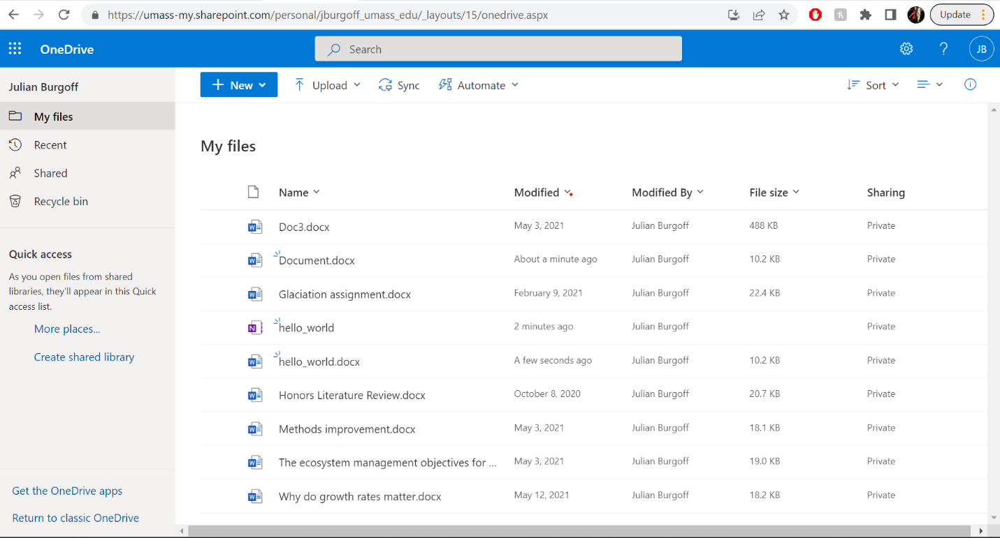 https://umass-my.sharepoint.com/personal/jburgoff_umass_edu/_layouts/15/onedrive.aspx Update
OneDrive Search JB
Julian Burgoff
New Upload Sync Automate Sort
My files
Recent
Shared
Recycle bin
Quick access
As you open files from shared
libraries, they'll appear in this Quick
access list.
More places...
Create shared library
Get the OneDrive apps
Return to classic OneDrive
My files
Name Modified Modified By File size Sharing
Doc3.docx May 3, 2021 Julian Burgoff 488 KB Private
Document.docx About a minute ago Julian Burgoff 10.2 KB Private
Glaciation assignment.docx February 9, 2021 Julian Burgoff 22.4 KB Private
hello_world 2 minutes ago Julian Burgoff Private
hello_world.docx A few seconds ago Julian Burgoff 10.2 KB Private
Honors Literature Review.docx October 8, 2020 Julian Burgoff 20.7 KB Private
Methods improvement.docx May 3, 2021 Julian Burgoff 18.1 KB Private
The ecosystem management objectives for ... May 3, 2021 Julian Burgoff 19.0 KB Private
Why do growth rates matter.docx May 12, 2021 Julian Burgoff 18.2 KB Private